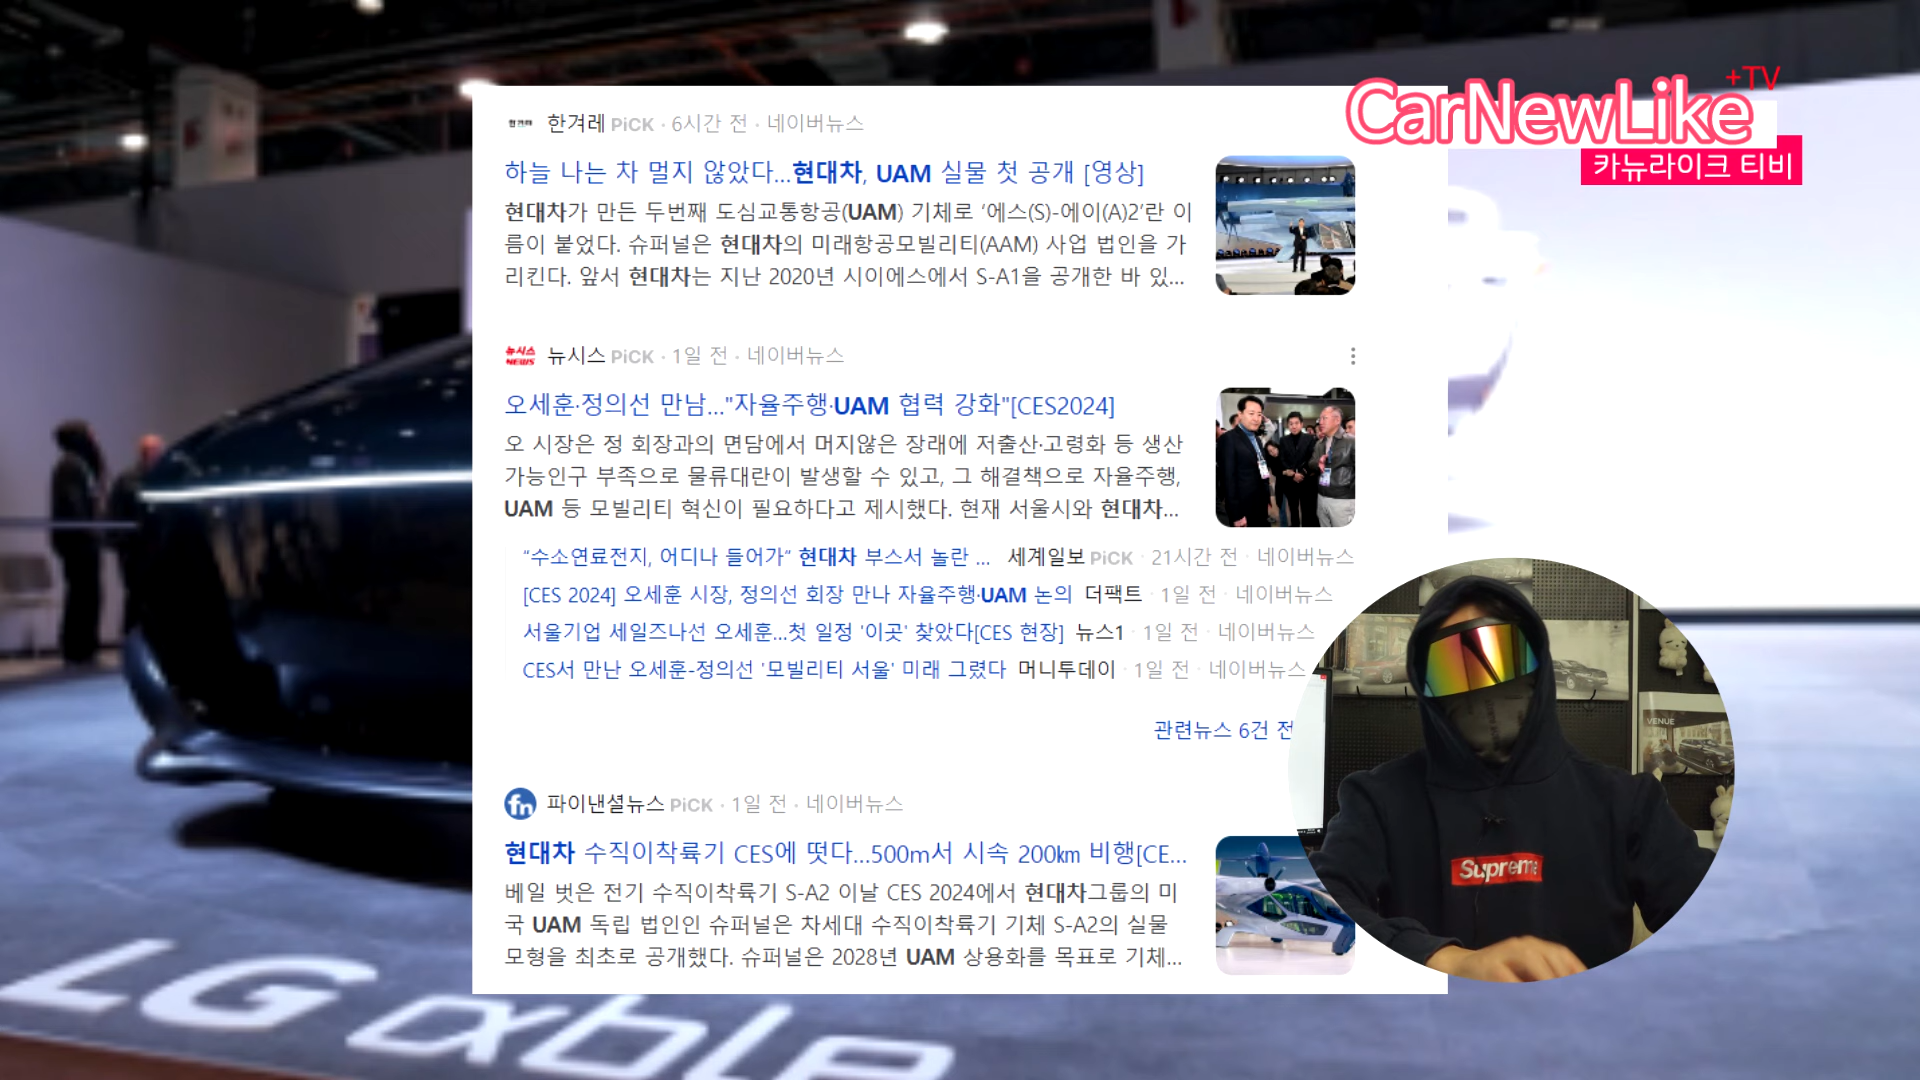 CarNewLike
+TV
카뉴라이크 티비
한겨레 한겨레 PiCK · 6시간 전 · 네이버뉴스
하늘 나는 차 멀지 않았다...현대차, UAM 실물 첫 공개 [영상]
현대차가 만든 두번째 도심교통항공(UAM) 기체로 ‘에스(S)-에이(A)2’란 이
름이 붙었다. 슈퍼널은 현대차의 미래항공모빌리티(AAM) 사업 법인을 가
리킨다. 앞서 현대차는 지난 2020년 시이에스에서 S-A1을 공개한 바 있...
뉴시스
NEWS
뉴시스 PiCK · 1일 전 · 네이버뉴스
오세훈·정의선 만남..."자율주행·UAM 협력 강화"[CES2024]
오 시장은 정 회장과의 면담에서 머지않은 장래에 저출산·고령화 등 생산
가능인구 부족으로 물류대란이 발생할 수 있고, 그 해결책으로 자율주행,
UAM 등 모빌리티 혁신이 필요하다고 제시했다. 현재 서울시와 현대차...
“수소연료전지, 어디나 들어가“ 현대차 부스서 놀란 ... 세계일보 PiCK · 21시간 전 · 네이버뉴스
[CES 2024] 오세훈 시장, 정의선 회장 만나 자율주행·UAM 논의 더팩트 · 1일 전 · 네이버뉴스
서울기업 세일즈나선 오세훈...첫 일정 '이곳' 찾았다[CES 현장] 뉴스1 · 1일 전 · 네이버뉴스
CES서 만난 오세훈-정의선 '모빌리티 서울' 미래 그렸다 머니투데이 · 1일 전 · 네이버뉴스
관련뉴스 6건 전
fn 파이낸셜뉴스 PiCK · 1일 전 · 네이버뉴스
현대차 수직이착륙기 CES에 떳다...500m서 시속 200㎞ 비행[CE...
베일 벗은 전기 수직이착륙기 S-A2 이날 CES 2024에서 현대차그룹의 미
국 UAM 독립 법인인 슈퍼널은 차세대 수직이착륙기 기체 S-A2의 실물
모형을 최초로 공개했다. 슈퍼널은 2028년 UAM 상용화를 목표로 기체...
VENUE
Supreme
LG αble